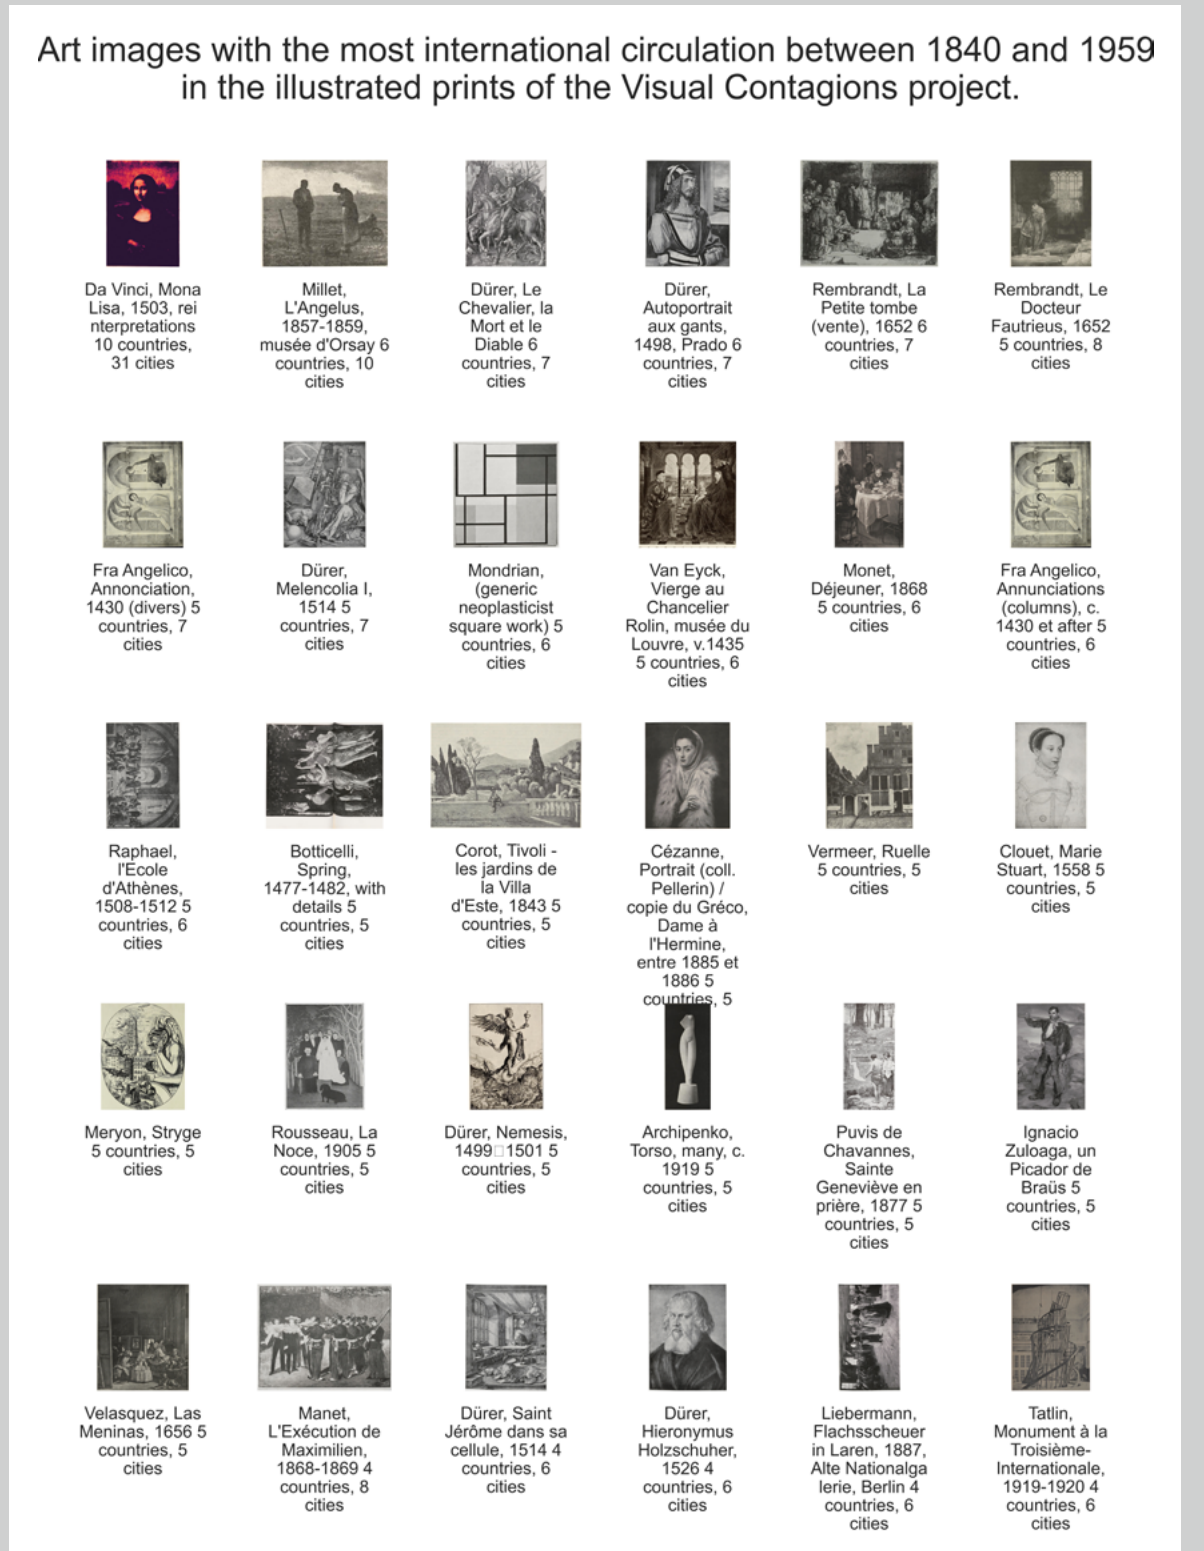 Art images with the most international circulation between 1840 and 1959
in the illustrated prints of the Visual Contagions project.
Da Vinci, Mona
Lisa, 1503, rei
nterpretations
10 countries,
31 cities
Millet,
L'Angelus,
1857-1859,
musée d'Orsay 6
countries, 10
cities
Dürer, Le
Chevalier, la
Mort et le
Diable 6
countries, 7
cities
Dürer,
Autoportrait
aux gants,
1498, Prado 6
countries, 7
cities
Rembrandt, La
Petite tombe
(vente), 1652 6
countries, 7
cities
Rembrandt, Le
Docteur
Fautrieus, 1652
5 countries, 8
cities
Fra Angelico,
Annonciation,
1430 (divers) 5
countries, 7
cities
Dürer,
Melencolia I,
1514 5
countries, 7
cities
Mondrian,
(generic
neoplasticist
square work) 5
countries, 6
cities
Van Eyck,
Vierge au
Chancelier
Rolin, musée du
Louvre, v.1435
5 countries, 6
cities
Monet,
Déjeuner, 1868
5 countries, 6
cities
Fra Angelico,
Annunciations
(columns), c.
1430 et after 5
countries, 6
cities
Raphael,
l'Ecole
d'Athènes,
1508-1512 5
countries, 6
cities
Botticelli,
Spring,
1477-1482, with
details 5
countries, 5
cities
Corot, Tivoli -
les jardins de
la Villa
d'Este, 1843 5
countries, 5
cities
Cézanne,
Portrait (coll.
Pellerin) /
copie du Gréco,
Dame à
l'Hermine,
entre 1885 et
1886 5
countries, 5
Vermeer, Ruelle
5 countries, 5
cities
Clouet, Marie
Stuart, 1558 5
countries, 5
cities
Meryon, Stryge
5 countries, 5
cities
Rousseau, La
Noce, 1905 5
countries, 5
cities
Dürer, Nemesis,
1499□1501 5
countries, 5
cities
Archipenko,
Torso, many, c.
1919 5
countries, 5
cities
Puvis de
Chavannes,
Sainte
Geneviève en
prière, 1877 5
countries, 5
cities
Ignacio
Zuloaga, un
Picador de
Braüs 5
countries, 5
cities
Velasquez, Las
Meninas, 1656 5
countries, 5
cities
Manet,
L'Exécution de
Maximilien,
1868-1869 4
countries, 8
cities
Dürer, Saint
Jérôme dans sa
cellule, 1514 4
countries, 6
cities
Dürer,
Hieronymus
Holzschuher,
1526 4
countries, 6
cities
Liebermann,
Flachsscheuer
in Laren, 1887,
Alte Nationalga
lerie, Berlin 4
countries, 6
cities
Tatlin,
Monument à la
Troisième-
Internationale,
1919-1920 4
countries, 6
cities